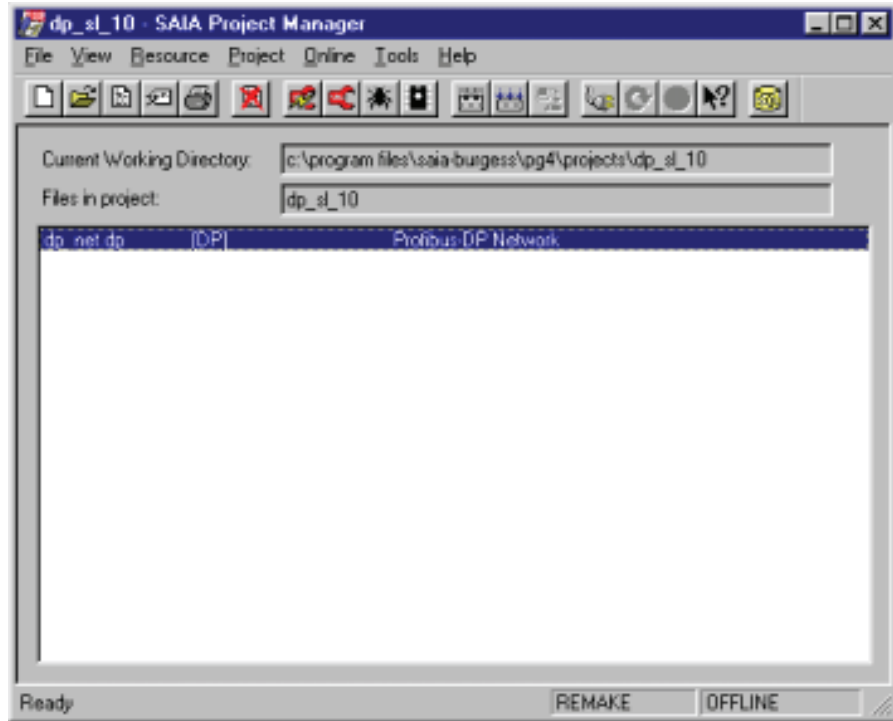 dp_sl_10 - SAIA Project Manager
File View Resource Project Online Tools Help
Current Working Directory: c:\program files\saia-burgess\pg4\projects\dp_sl_10
Files in project: dp_sl_10
dp_net.dp [DP] Profibus-DP Network
Ready REMAKE OFFLINE